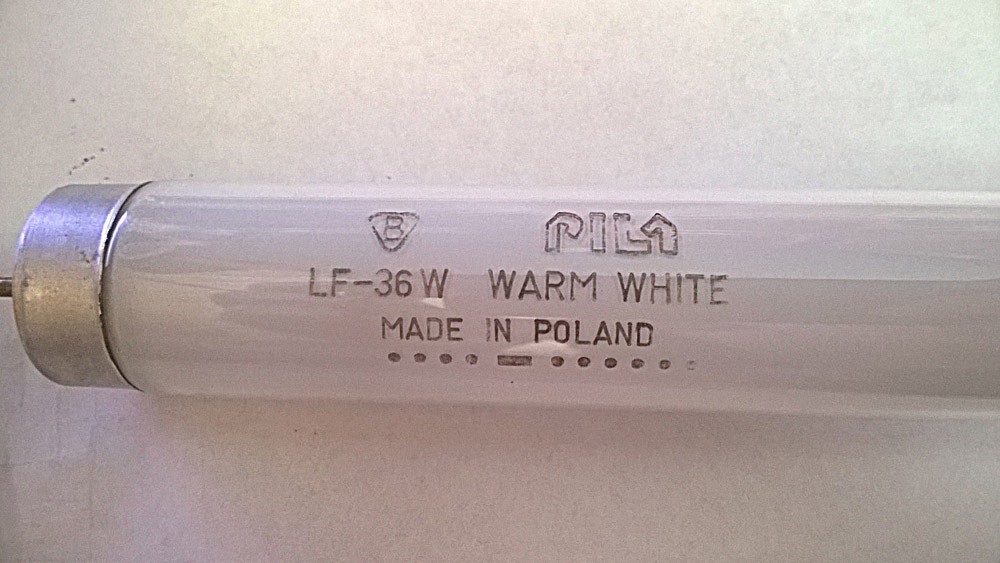 B PILA
LF-36W WARM WHITE
MADE IN POLAND